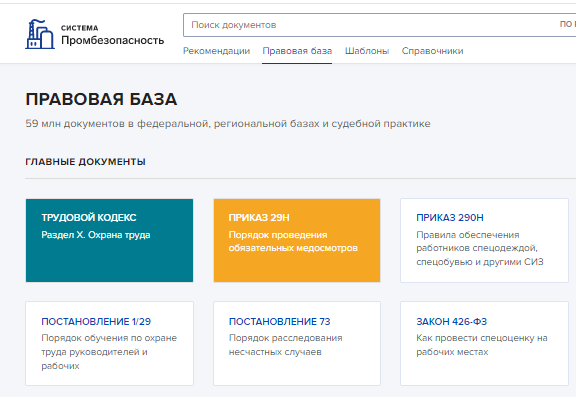 СИСТЕМА
Промбезопасность
Поиск документов
ПО
Рекомендации Правовая база Шаблоны Справочники
ПРАВОВАЯ БАЗА
59 млн документов в федеральной, региональной базах и судебной практике
ГЛАВНЫЕ ДОКУМЕНТЫ
ТРУДОВОЙ КОДЕКС
Раздел X. Охрана труда
ПРИКАЗ 29Н
Порядок проведения
обязательных медосмотров
ПРИКАЗ 290Н
Правила обеспечения
работников спецодеждой,
спецобувью и другими СИЗ
ПОСТАНОВЛЕНИЕ 1/29
Порядок обучения по охране
труда руководителей и
рабочих
ПОСТАНОВЛЕНИЕ 73
Порядок расследования
несчастных случаев
ЗАКОН 426-ФЗ
Как провести спецоценку на
рабочих местах